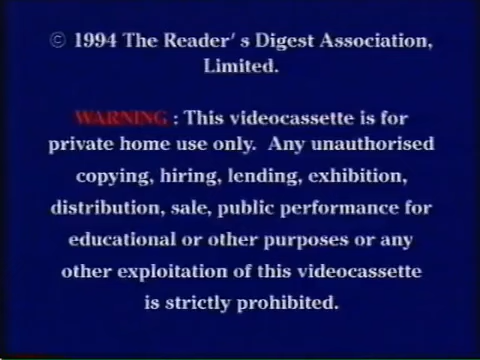 © 1994 The Reader's Digest Association,
Limited.
WARNING : This videocassette is for
private home use only. Any unauthorised
copying, hiring, lending, exhibition,
distribution, sale, public performance for
educational or other purposes or any
other exploitation of this videocassette
is strictly prohibited.